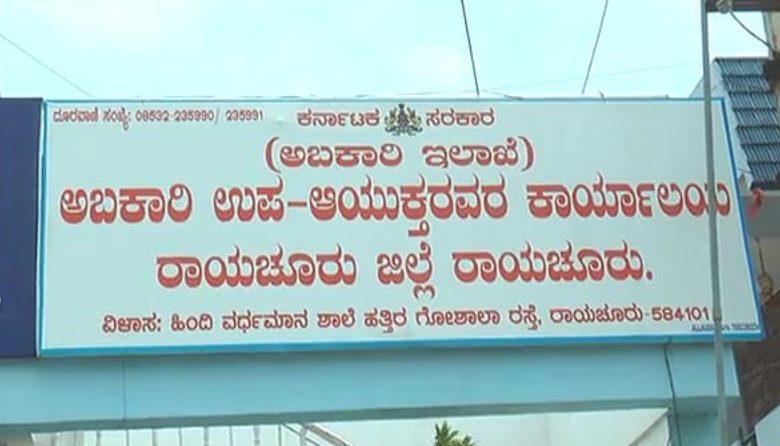 ದೂರವಾಣಿ ಸಂಖ್ಯೆ: 08532-235990/ 235991
ಕರ್ನಾಟಕ ಸರಕಾರ
(ಅಬಕಾರಿ ಇಲಾಖೆ)
ಅಬಕಾರಿ ಉಪ-ಆಯುಕ್ತರವರ ಕಾರ್ಯಾಲಯ
ರಾಯಚೂರು ಜಿಲ್ಲೆ ರಾಯಚೂರು.
ವಿಳಾಸ: ಹಿಂದಿ ವರ್ಧಮಾನ ಶಾಲೆ ಹತ್ತಿರ ಗೋಶಾಲಾ ರಸ್ತೆ, ರಾಯಚೂರು-584101